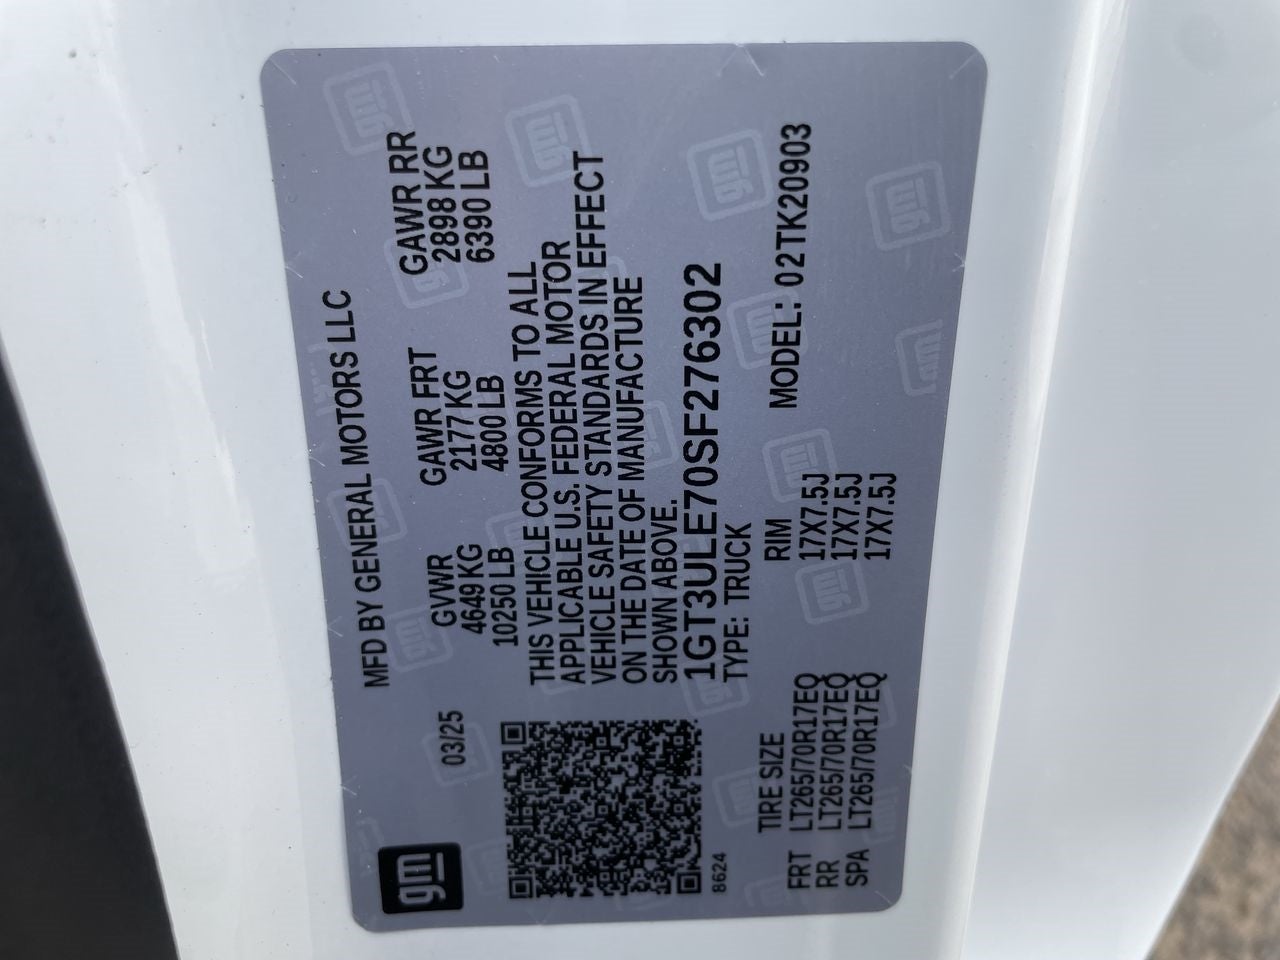 gm
03/25
MFD BY GENERAL MOTORS LLC
GVWR GAWR FRT GAWR RR
4649 KG 2177 KG 2898 KG
10250 LB 4800 LB 6390 LB
THIS VEHICLE CONFORMS TO ALL
APPLICABLE U.S. FEDERAL MOTOR
VEHICLE SAFETY STANDARDS IN EFFECT
ON THE DATE OF MANUFACTURE
SHOWN ABOVE.
1GT3ULE70SF276302
8624
TYPE: TRUCK
MODEL: 02TK20903
TIRE SIZE RIM
FRT LT265/70R17EQ 17X7.5J
RR LT265/70R17EQ 17X7.5J
SPA LT265/70R17EQ 17X7.5J